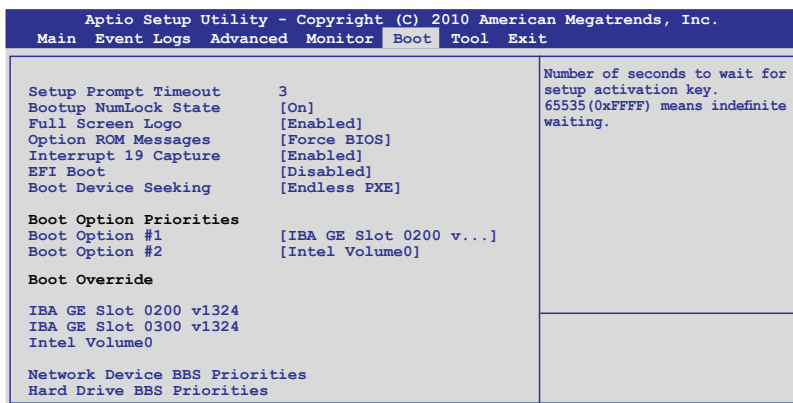 Aptio Setup Utility - Copyright (C) 2010 American Megatrends, Inc.
Main Event Logs Advanced Monitor Boot Tool Exit
Setup Prompt Timeout 3
Bootup NumLock State [On]
Full Screen Logo [Enabled]
Option ROM Messages [Force BIOS]
Interrupt 19 Capture [Enabled]
EFI Boot [Disabled]
Boot Device Seeking [Endless PXE]
Boot Option Priorities
Boot Option #1 [IBA GE Slot 0200 v...]
Boot Option #2 [Intel Volume0]
Boot Override
IBA GE Slot 0200 v1324
IBA GE Slot 0300 v1324
Intel Volume0
Network Device BBS Priorities
Hard Drive BBS Priorities
Number of seconds to wait for
setup activation key.
65535(0xFFFF) means indefinite
waiting.